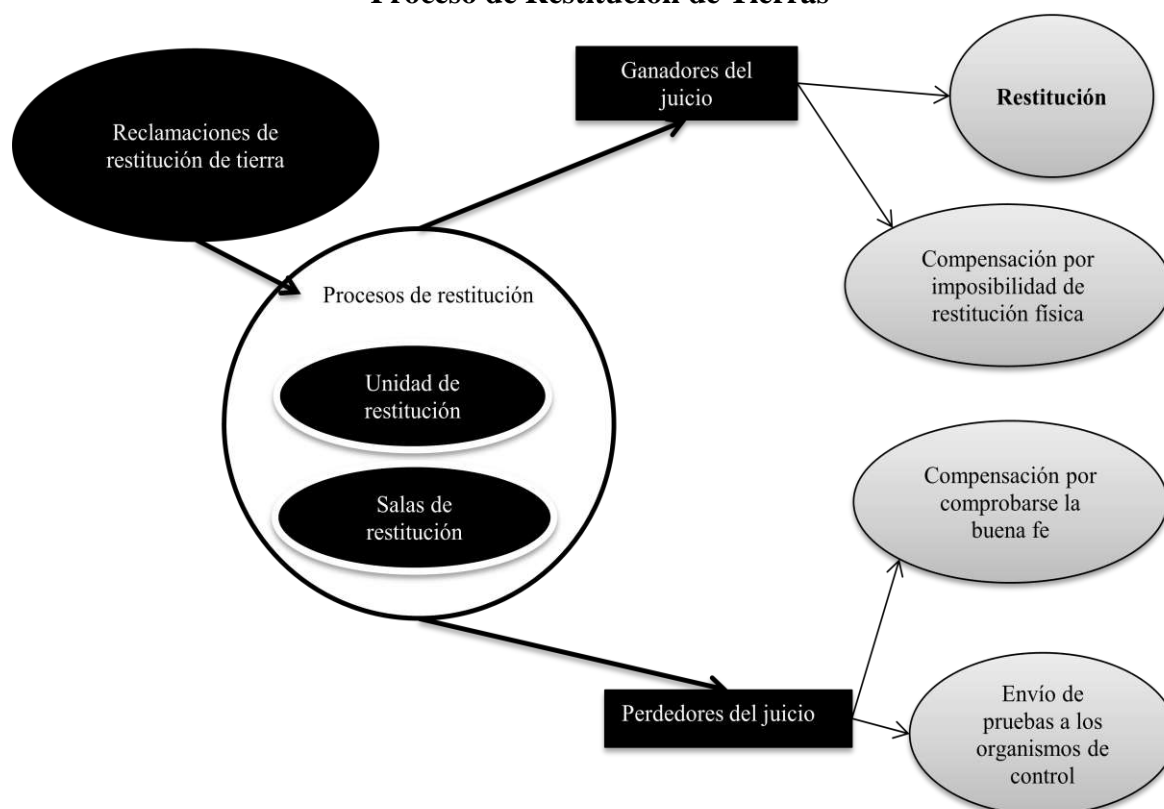 Proceso de Restitución de Tierras
Reclamaciones de
restitución de tierra
Procesos de restitución
Unidad de
restitución
Salas de
restitución
Ganadores del
juicio
Restitución
Compensación por
imposibilidad de
restitución física
Perdedores del juicio
Compensación por
comprobarse la
buena fe
Envío de
pruebas a los
organismos de
control